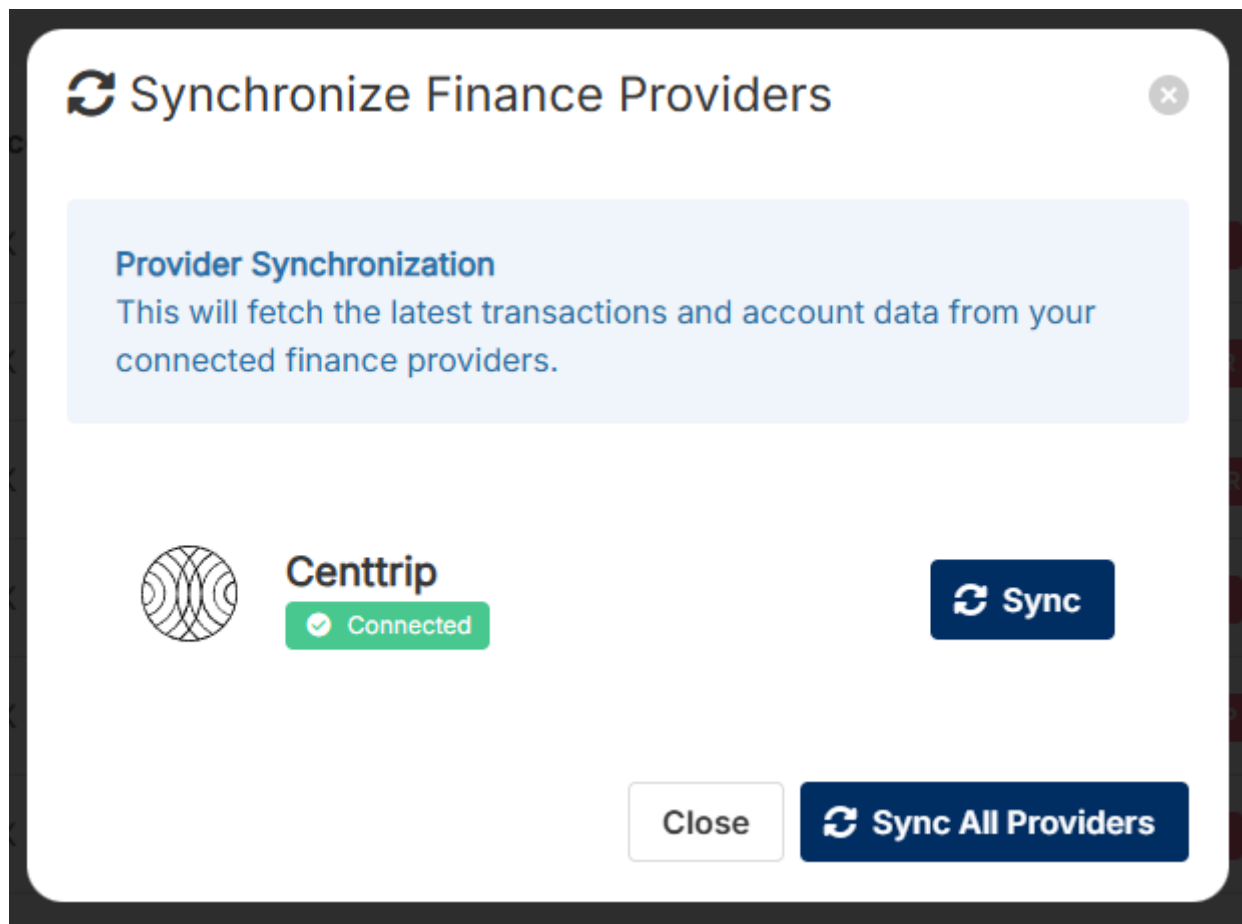 Synchronize Finance Providers
Provider Synchronization
This will fetch the latest transactions and account data from your
connected finance providers.
Centtrip
Connected
Sync
Close
Sync All Providers